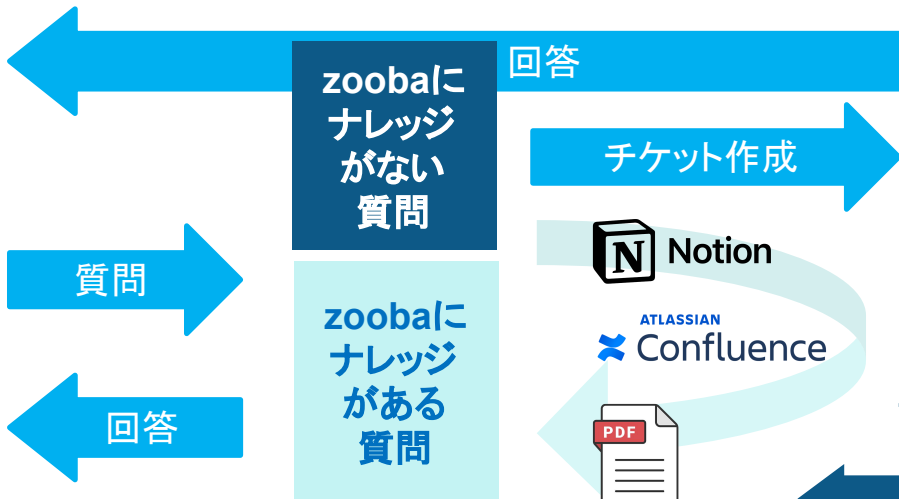 回答
zoobaに
ナレッジ
がない
質問
チケット作成
質問
N Notion
ATLASSIAN
Confluence
zoobaに
ナレッジ
がある
質問
回答
PDF